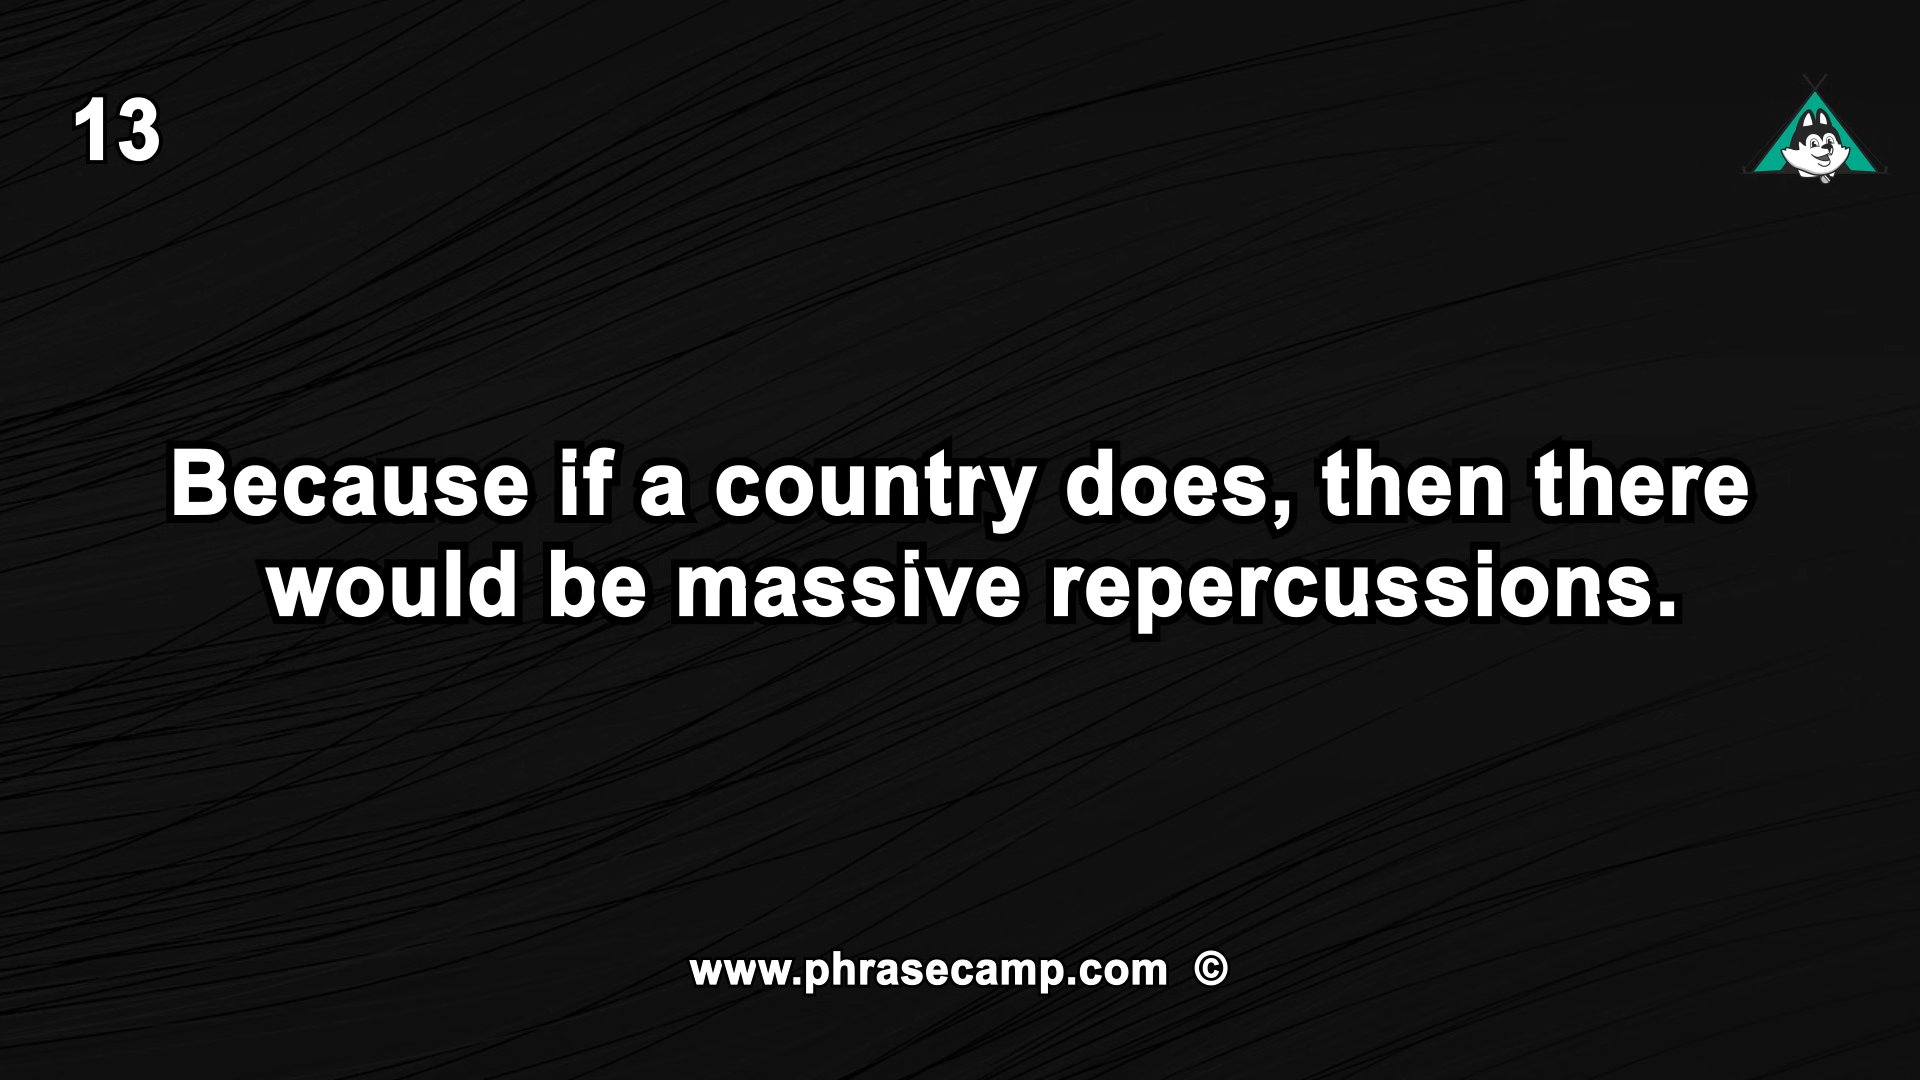 13
Because if a country does, then there
would be massive repercussions.
www.phrasecamp.com ©